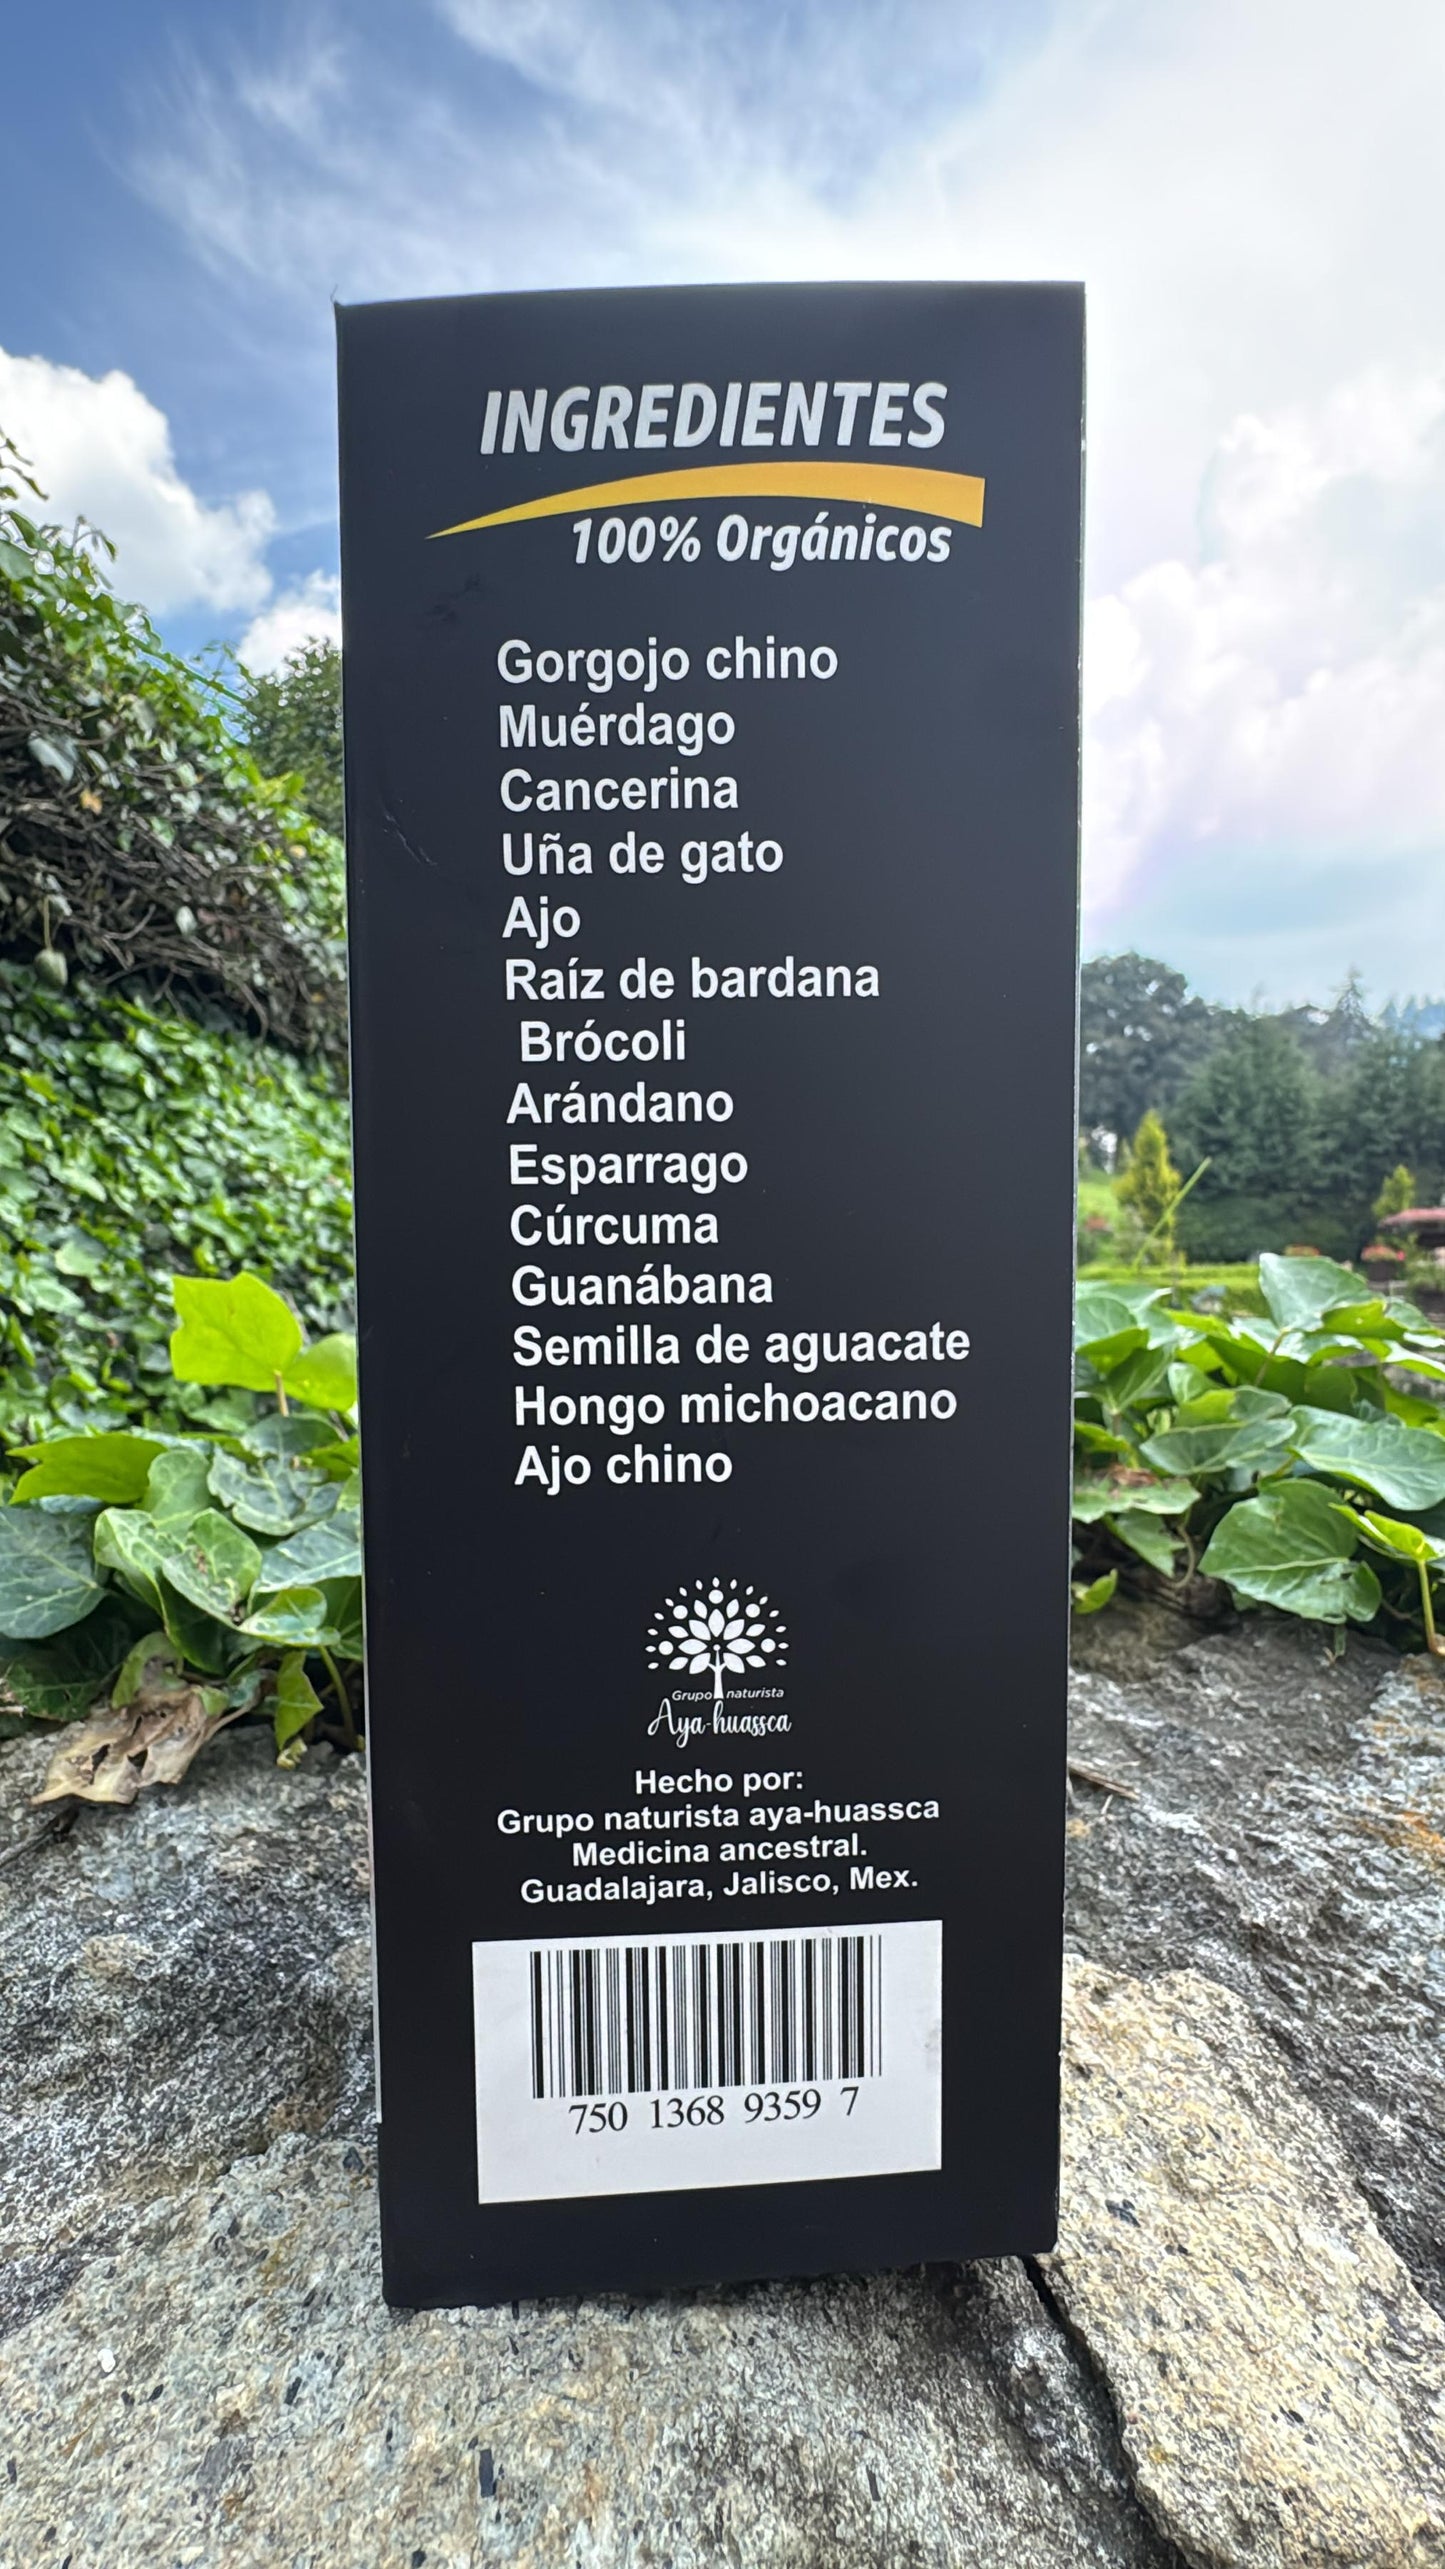 INGREDIENTES
100% Orgánicos
Gorgojo chino
Muérdago
Cancerina
Uña de gato
Ajo
Raíz de bardana
Brócoli
Arándano
Esparrago
Cúrcuma
Guanábana
Semilla de aguacate
Hongo michoacano
Ajo chino
Grupo naturista
Aya-huassca
Hecho por:
Grupo naturista aya-huassca
Medicina ancestral.
Guadalajara, Jalisco, Mex.
750 1368 9359 7